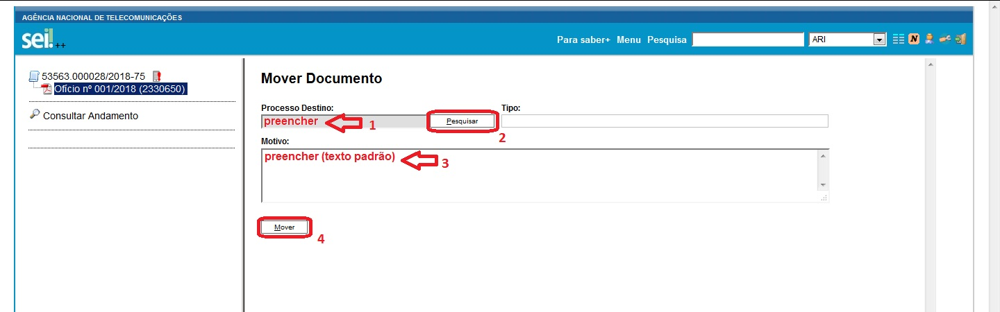 AGÊNCIA NACIONAL DE TELECOMUNICAÇÕES
sei! ++
Para saber+ Menu Pesquisa ARI N
53563.000028/2018-75
Ofício nº 001/2018 (2330650)
Consultar Andamento
Mover Documento
Processo Destino: Tipo:
preencher 1 Pesquisar 2
Motivo:
preencher (texto padrão) 3
Mover 4